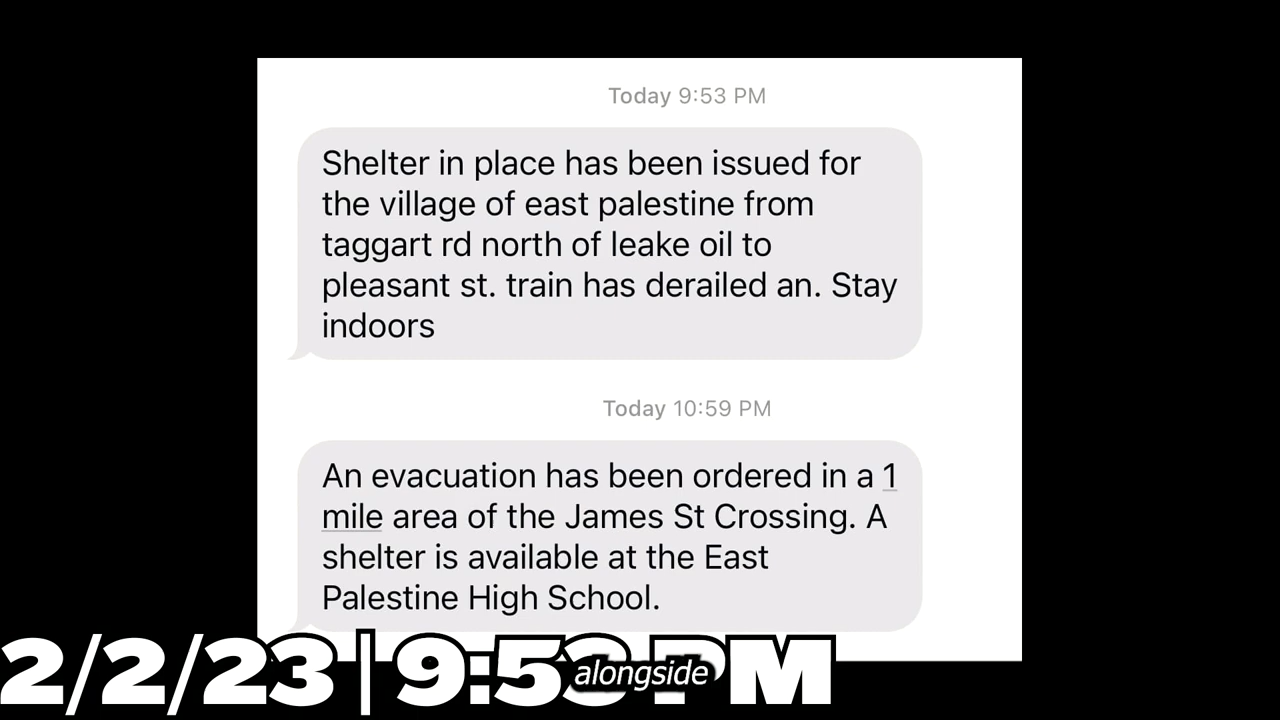 Today 9:53 PM
Shelter in place has been issued for
the village of east palestine from
taggart rd north of leake oil to
pleasant st. train has derailed an. Stay
indoors
Today 10:59 PM
An evacuation has been ordered in a 1
mile area of the James St Crossing. A
shelter is available at the East
Palestine High School.
2/2/23 | 9:53 PM
alongside